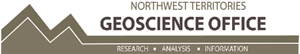 NORTHWEST TERRITORIES
GEOSCIENCE OFFICE
RESEARCH • ANALYSIS • INFORMATION